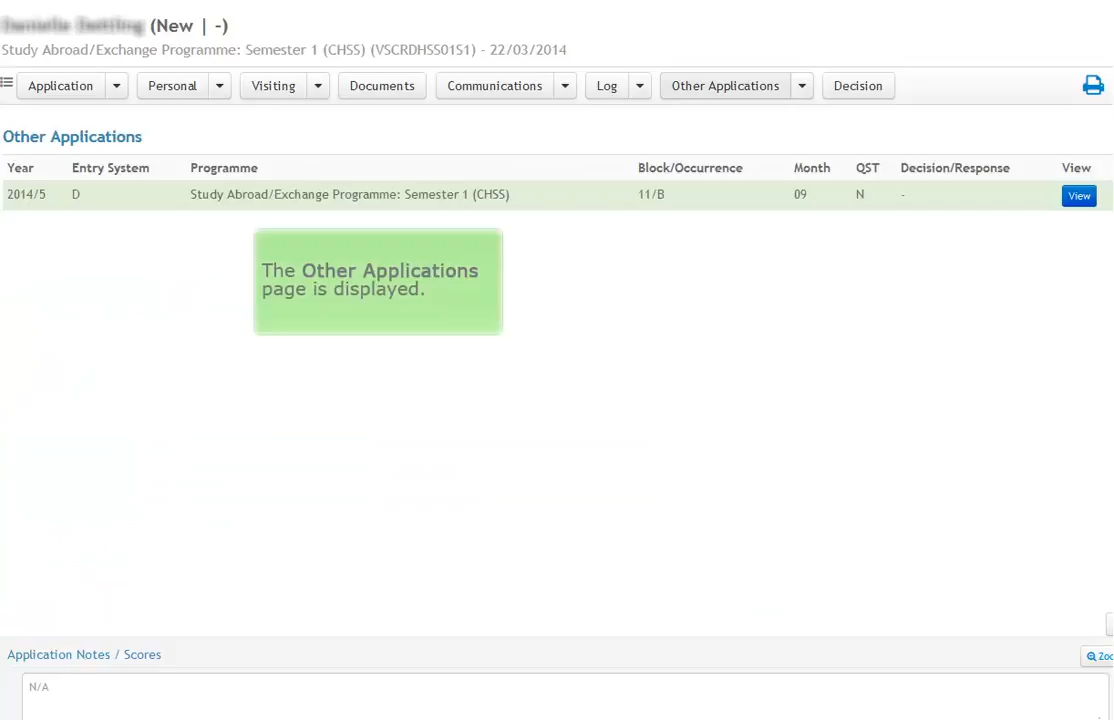 (New | -)
Study Abroad/Exchange Programme: Semester 1 (CHSS) (VSCRDHSS01S1) - 22/03/2014
Application Personal Visiting Documents Communications Log Other Applications Decision
Other Applications
Year Entry System Programme Block/Occurrence Month QST Decision/Response View
2014/5 D Study Abroad/Exchange Programme: Semester 1 (CHSS) 11/B 09 N - View
The Other Applications
page is displayed.
Application Notes / Scores
N/A